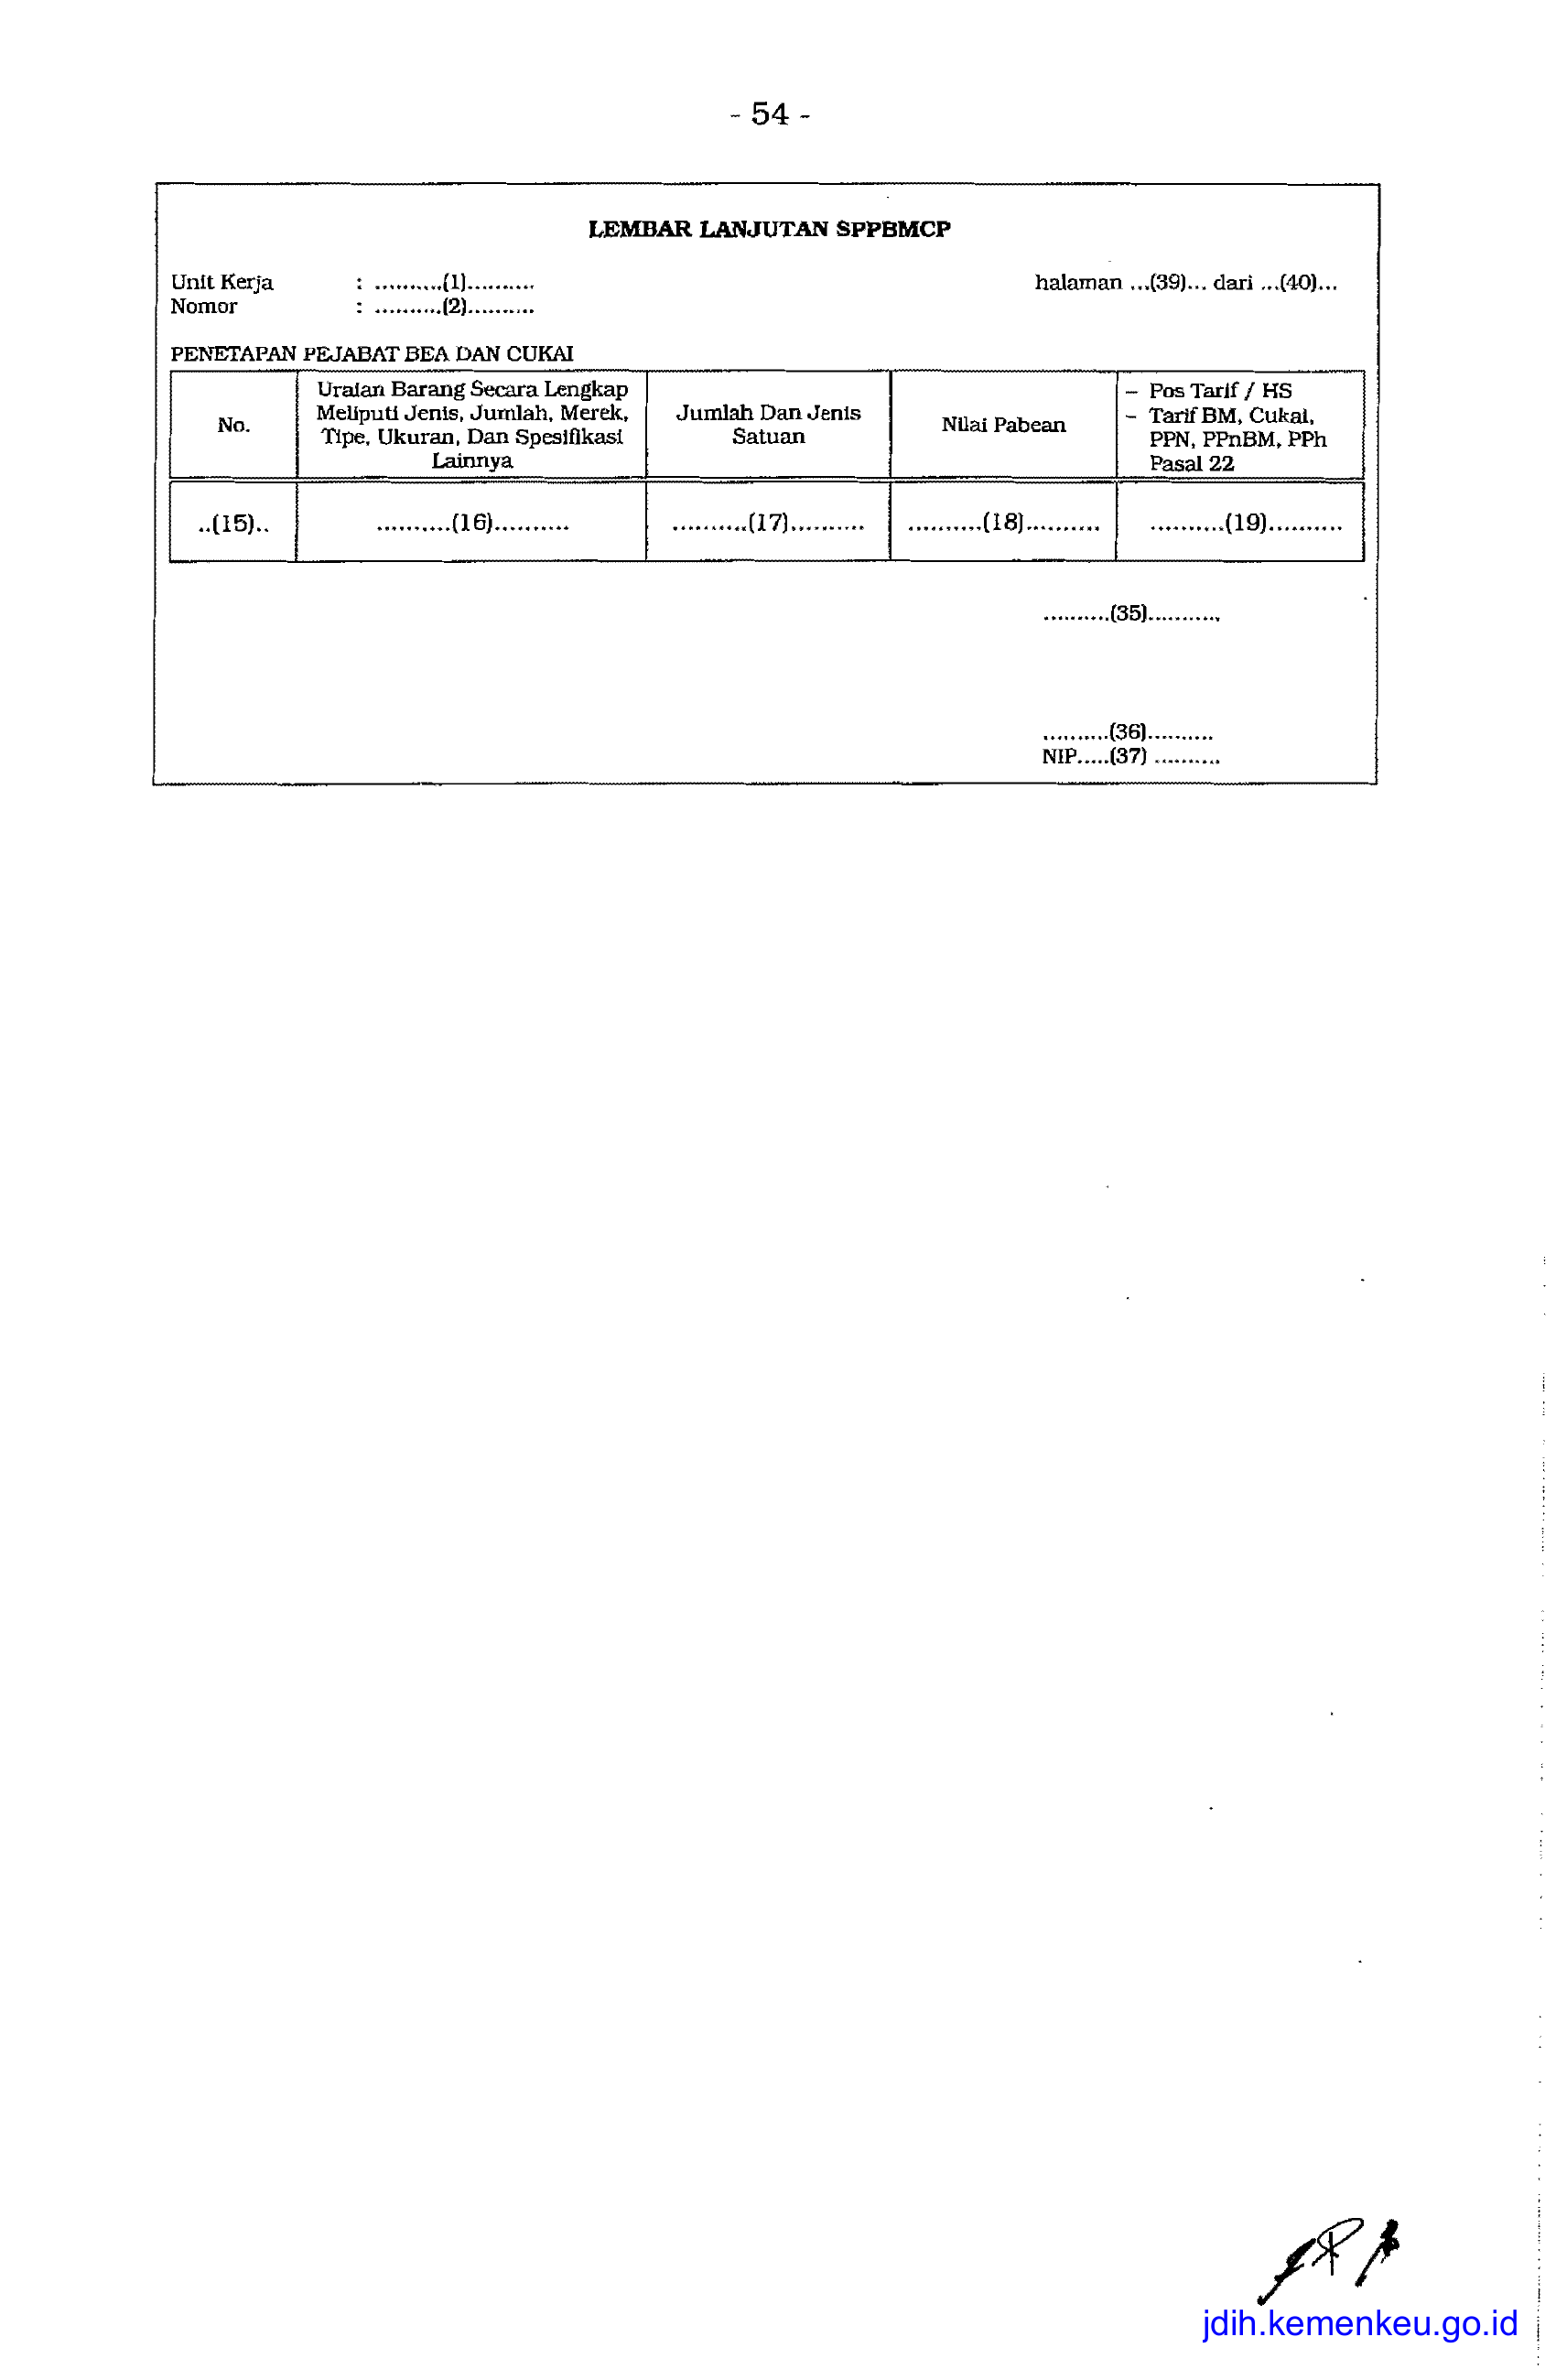 - 54 -
LEMBAR LANJUTAN SPPBMCP
Unit Kerja : ..........(1)..........
halaman ...(39)... dari ...(40)...
Nomor : ..........(2)..........
PENETAPAN PEJABAT BEA DAN CUKAI
No.
Uraian Barang Secara Lengkap
Meliputi Jenis, Jumlah, Merek,
Tipe, Ukuran, Dan Spesifikasi
Lainnya
Jumlah Dan Jenis
Satuan
Nilai Pabean
- Pos Tarif / HS
- Tarif BM, Cukai,
PPN, PPnBM, PPh
Pasal 22
..(15).. ..........(16).......... ..........(17).......... ..........(18).......... ..........(19)..........
..........(35)..........,
..........(36)..........
NIP.....(37) ..........
jdih.kemenkeu.go.id